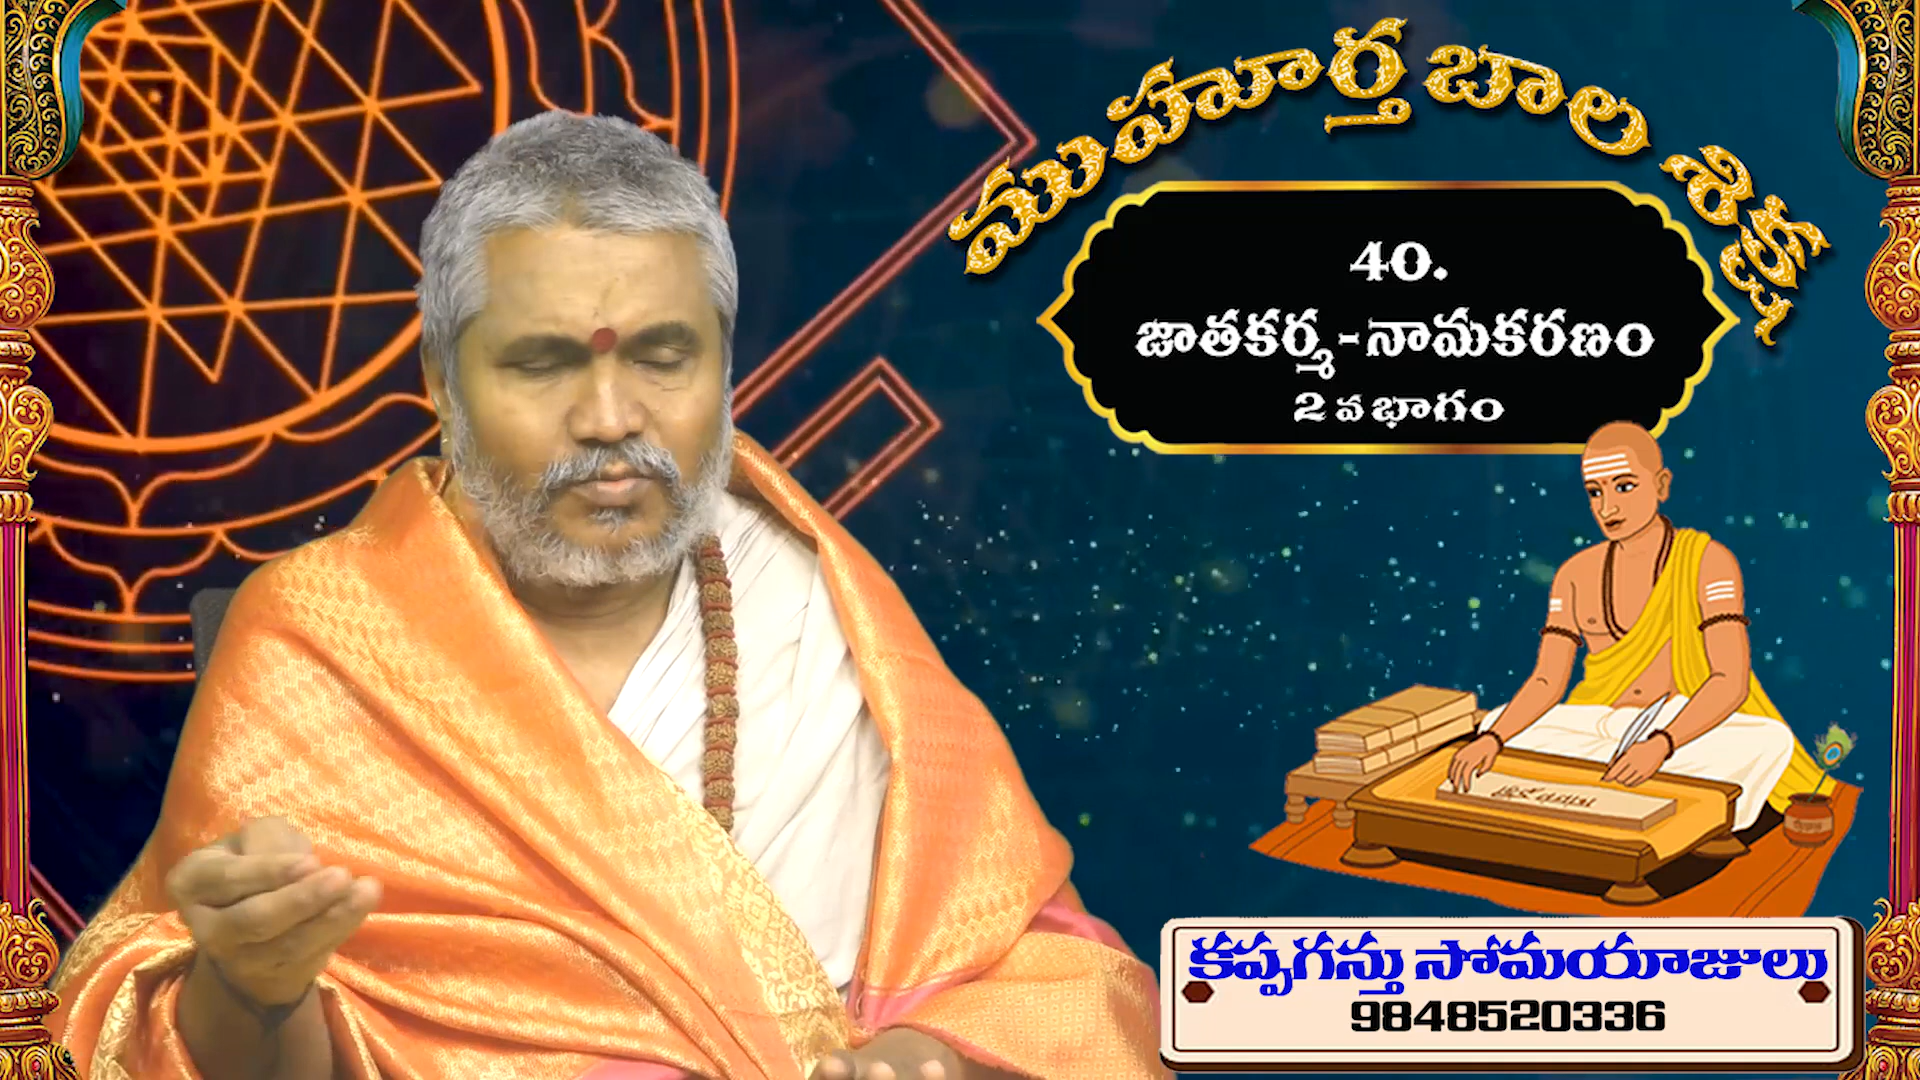 ముహూర్త బాల శిక్ష
40.
జాతకర్మ-నామకరణం
2 వ భాగం
కప్పగన్తు సోమయాజులు
9848520336